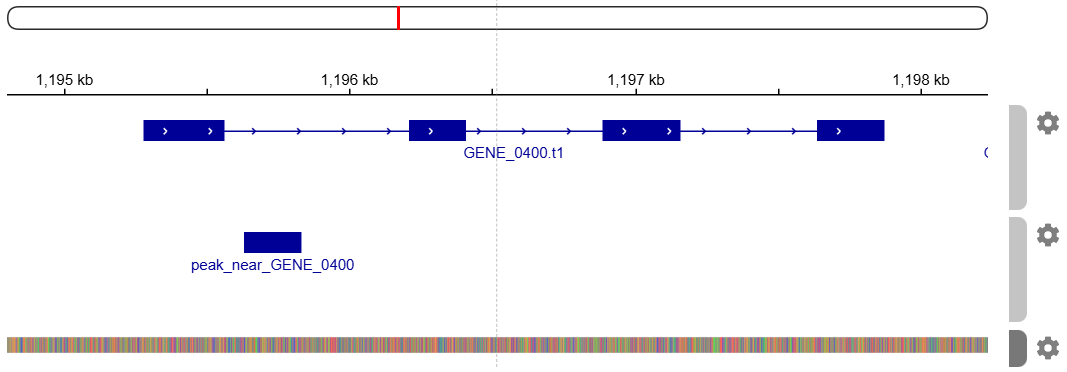 1,195 kb 1,196 kb 1,197 kb 1,198 kb
GENE_0400.t1
peak_near_GENE_0400